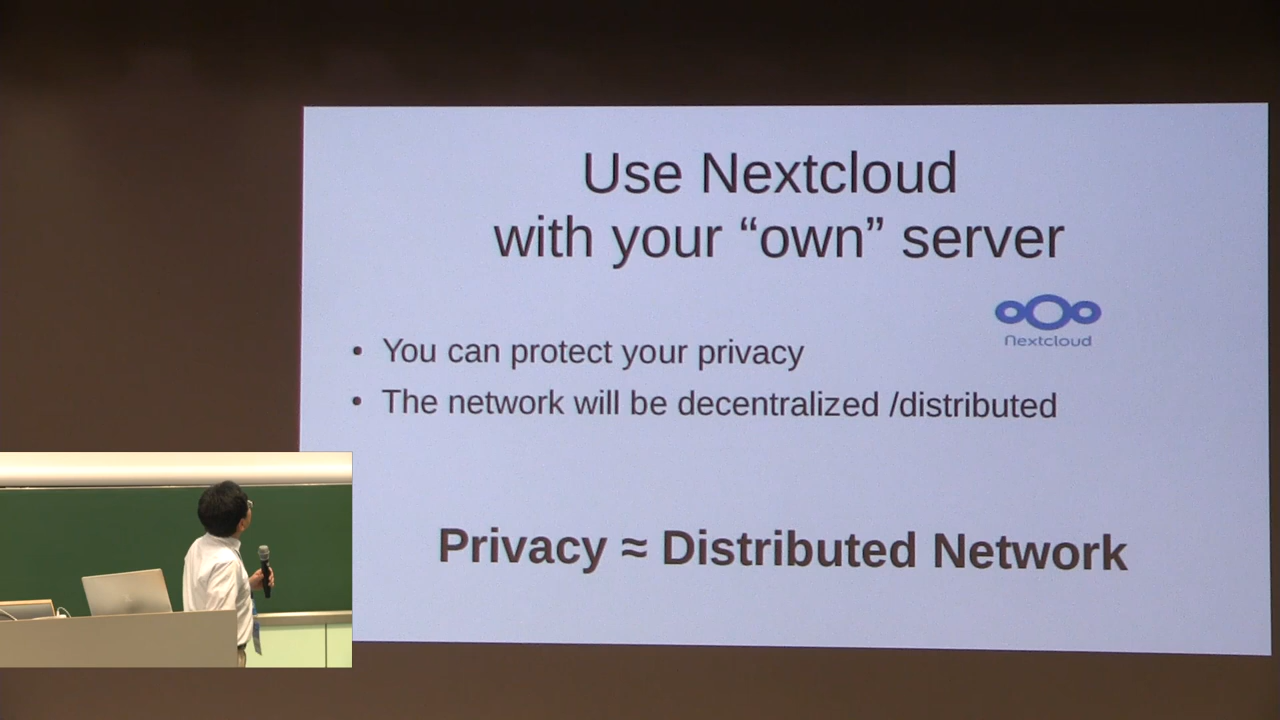 Use Nextcloud
with your “own” server
Nextcloud
• You can protect your privacy
• The network will be decentralized /distributed
Privacy ≈ Distributed Network